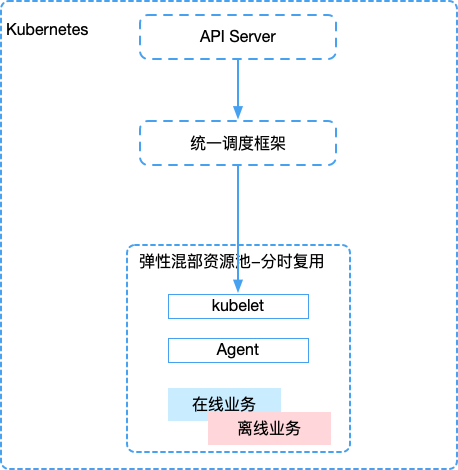 Kubernetes
API Server
统一调度框架
弹性混部资源池-分时复用
kubelet
Agent
在线业务
离线业务